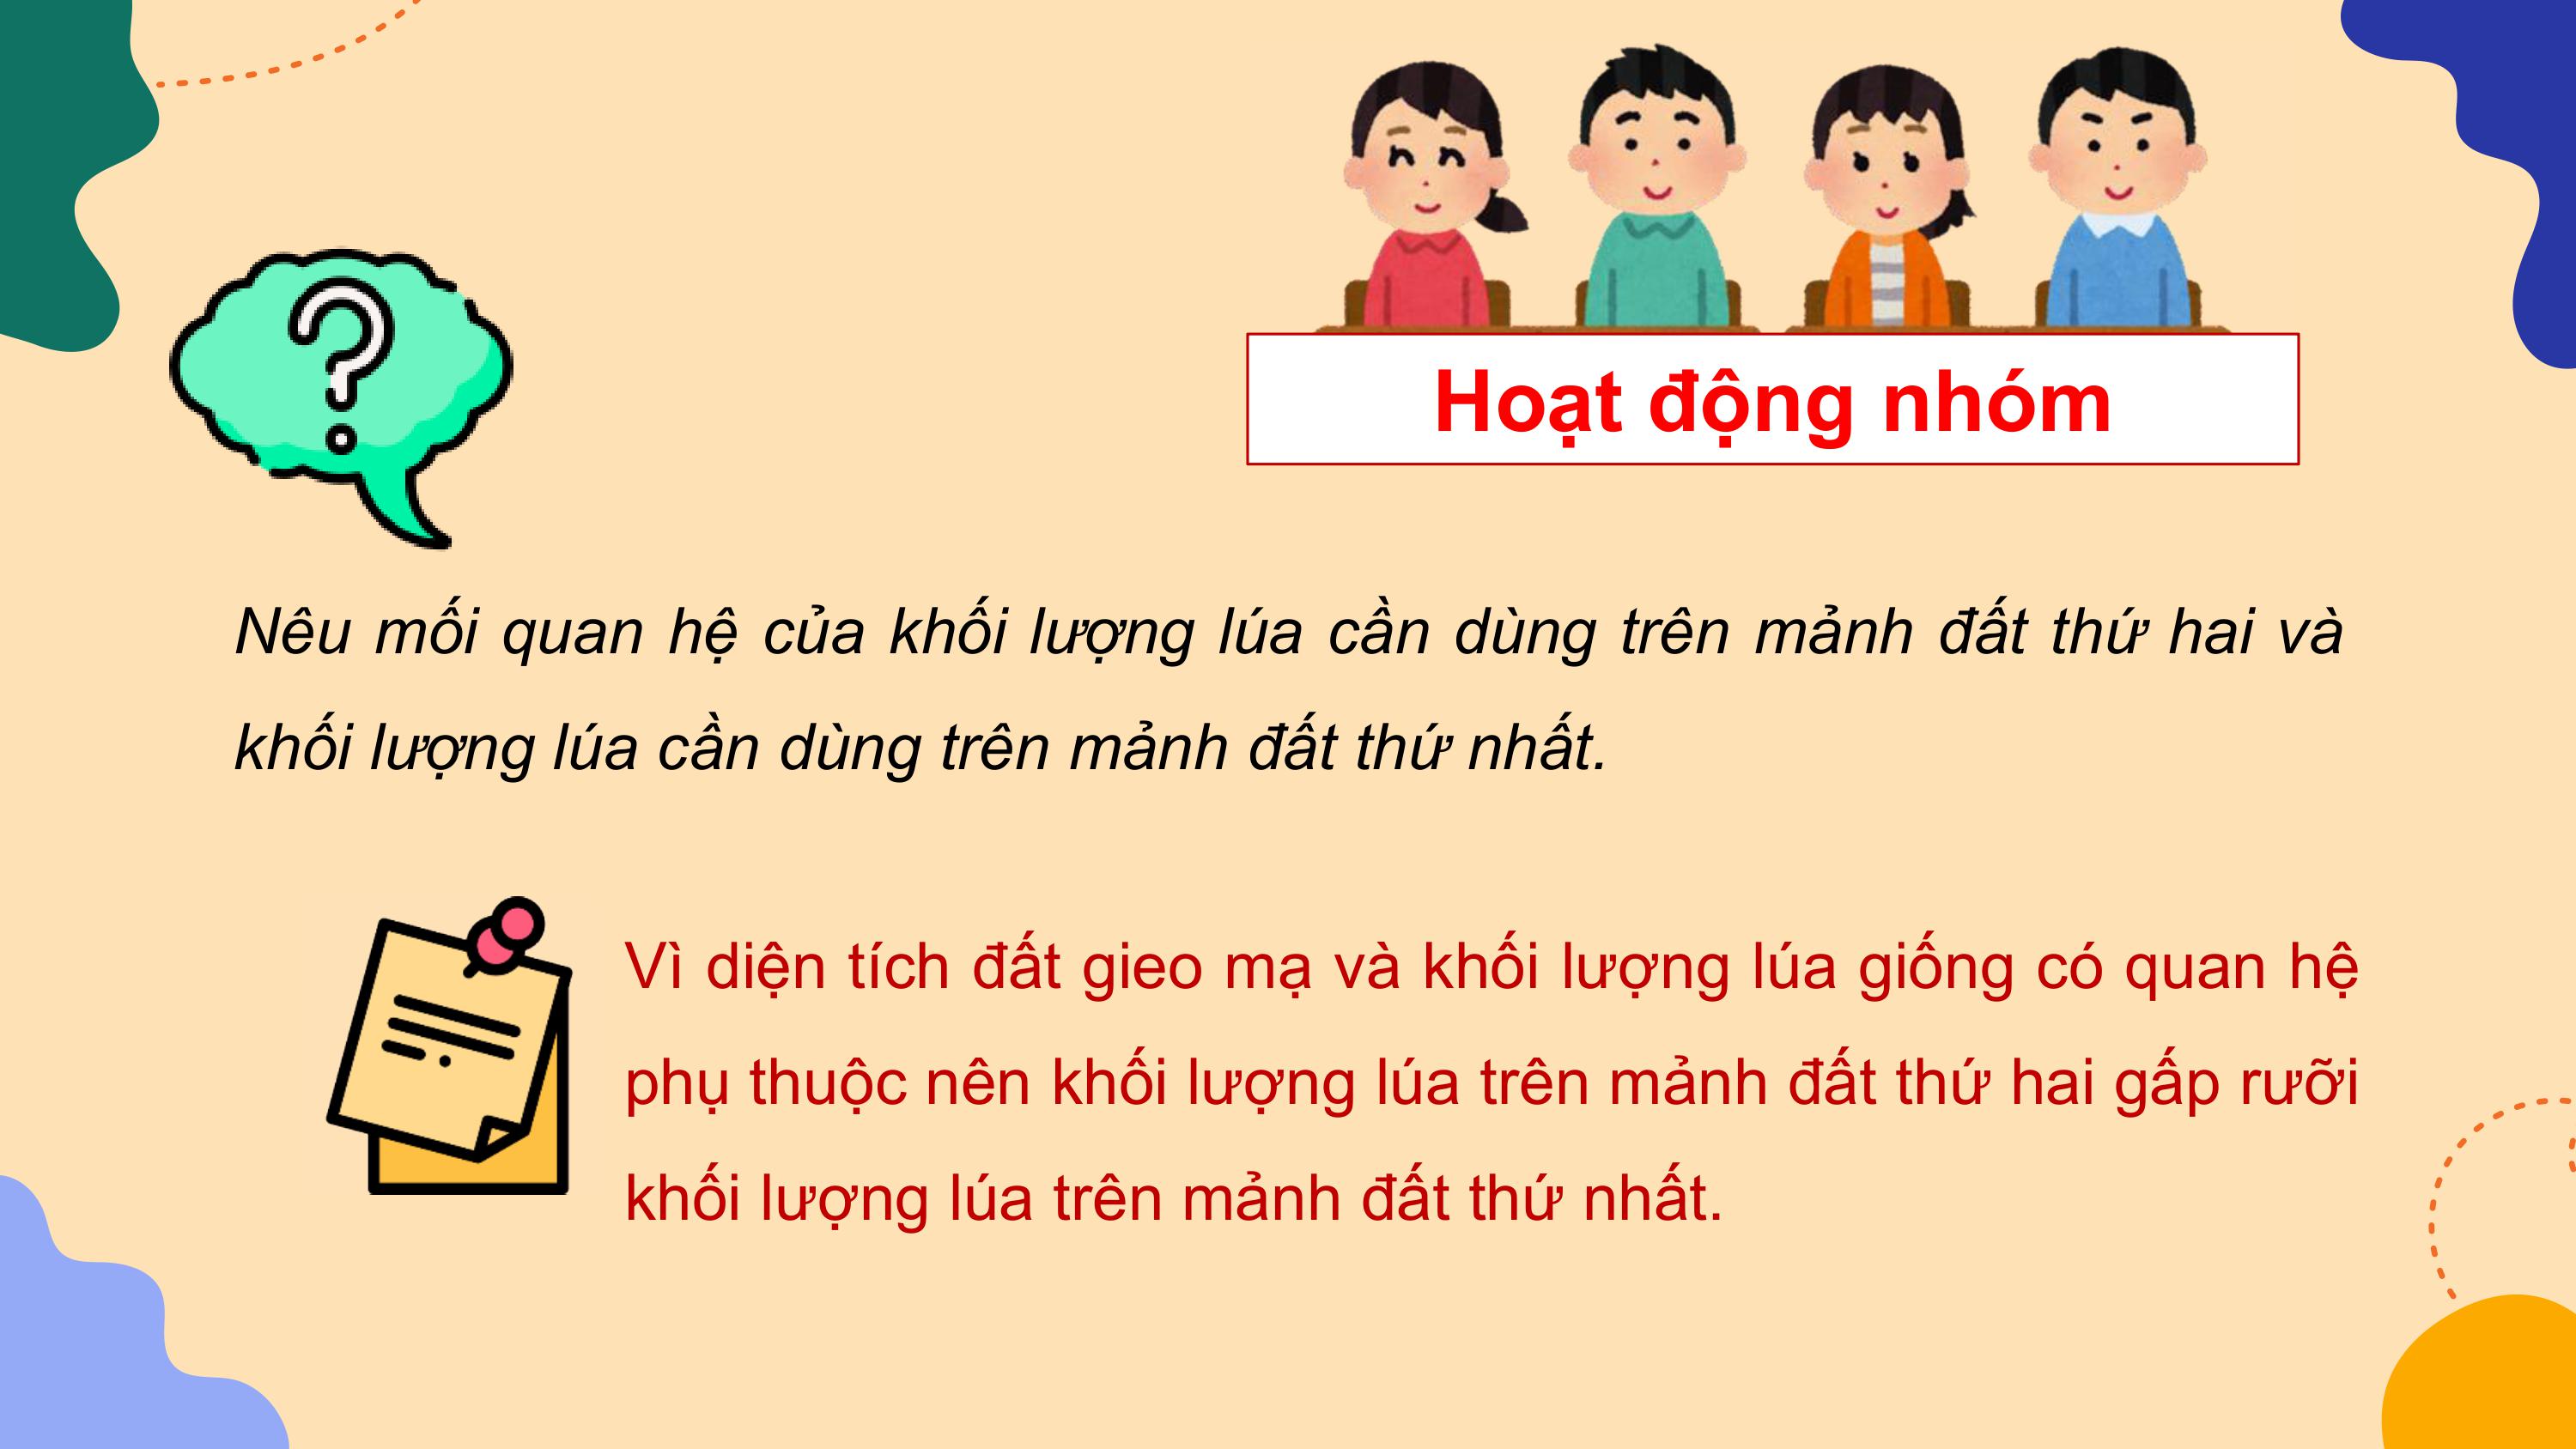 Hoạt động nhóm
Nêu mối quan hệ của khối lượng lúa cần dùng trên mảnh đất thứ hai và
khối lượng lúa cần dùng trên mảnh đất thứ nhất.
Vì diện tích đất gieo mạ và khối lượng lúa giống có quan hệ
phụ thuộc nên khối lượng lúa trên mảnh đất thứ hai gấp rưỡi
khối lượng lúa trên mảnh đất thứ nhất.